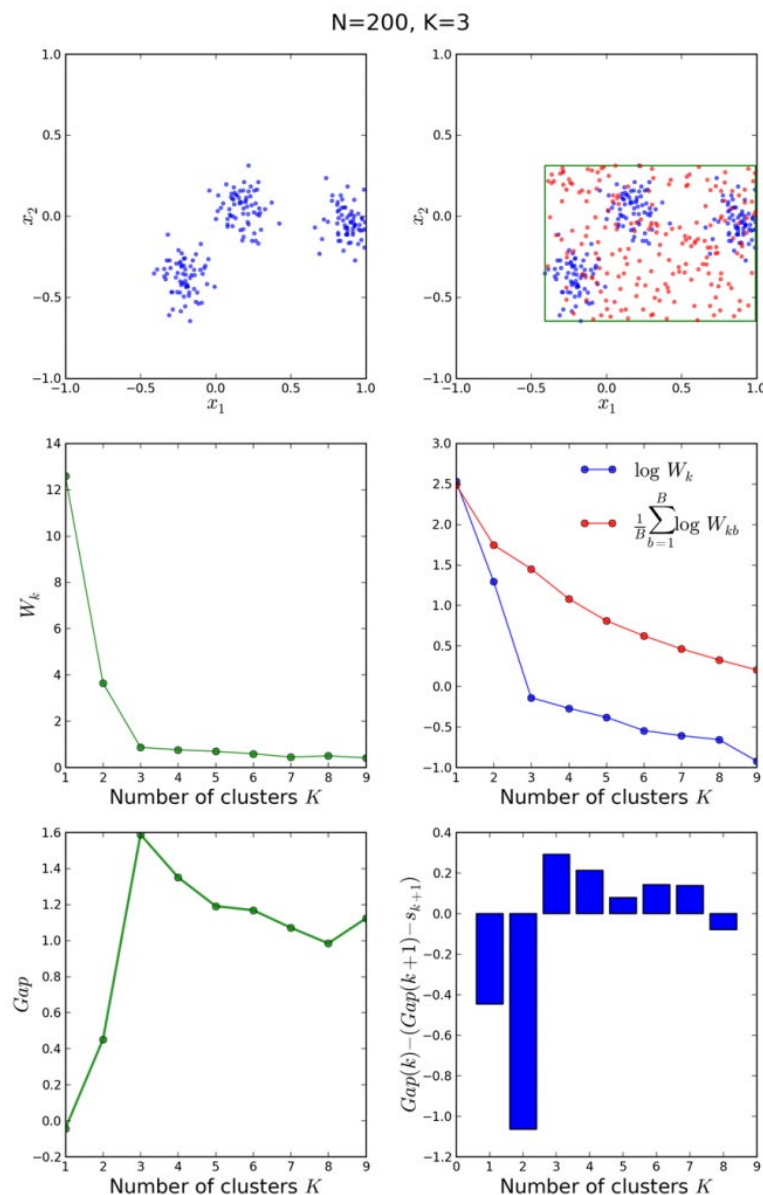 N=200, K=3
1.0
0.5
0.0
−0.5
−1.0
x₂
−1.0 −0.5 0.0 0.5 1.0
x₁
1.0
0.5
0.0
−0.5
−1.0
x₂
−1.0 −0.5 0.0 0.5 1.0
x₁
14
12
10
8
6
4
2
0
W_k
1 2 3 4 5 6 7 8 9
Number of clusters K
3.0
2.5
2.0
1.5
1.0
0.5
0.0
−0.5
−1.0
log W_k
1/B ∑_{b=1}^{B} log W_{kb}
1 2 3 4 5 6 7 8 9
Number of clusters K
1.6
1.4
1.2
1.0
0.8
0.6
0.4
0.2
0.0
−0.2
Gap
1 2 3 4 5 6 7 8 9
Number of clusters K
0.4
0.2
0.0
−0.2
−0.4
−0.6
−0.8
−1.0
−1.2
Gap(k)−(Gap(k+1)−s_{k+1})
0 1 2 3 4 5 6 7 8 9
Number of clusters K